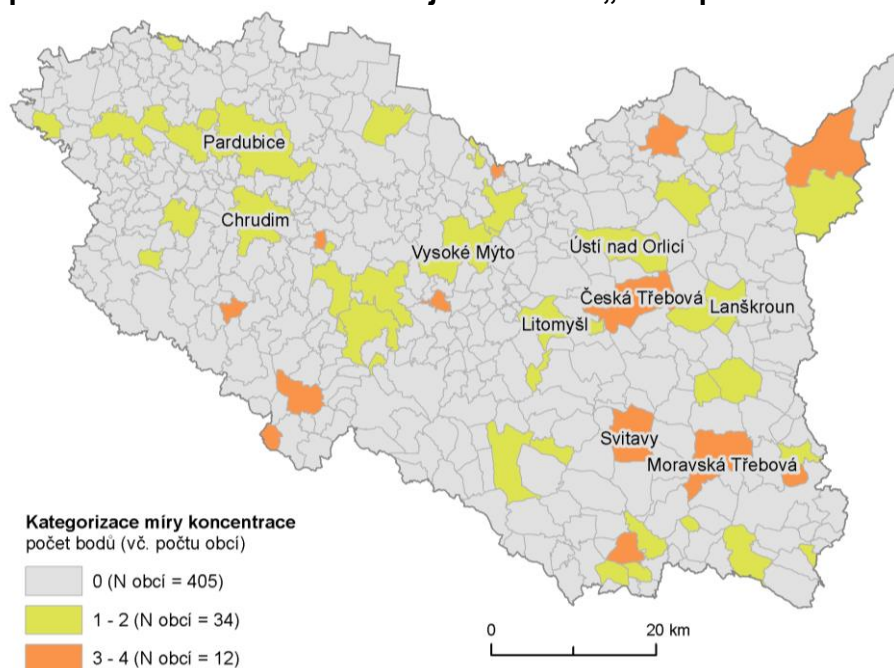 Pardubice
Chrudim
Vysoké Mýto
Ústí nad Orlicí
Česká Třebová
Lanškroun
Litomyšl
Svitavy
Moravská Třebová
Kategorizace míry koncentrace
počet bodů (vč. počtu obcí)
0 (N obcí = 405)
1 - 2 (N obcí = 34)
3 - 4 (N obcí = 12)
0 20 km